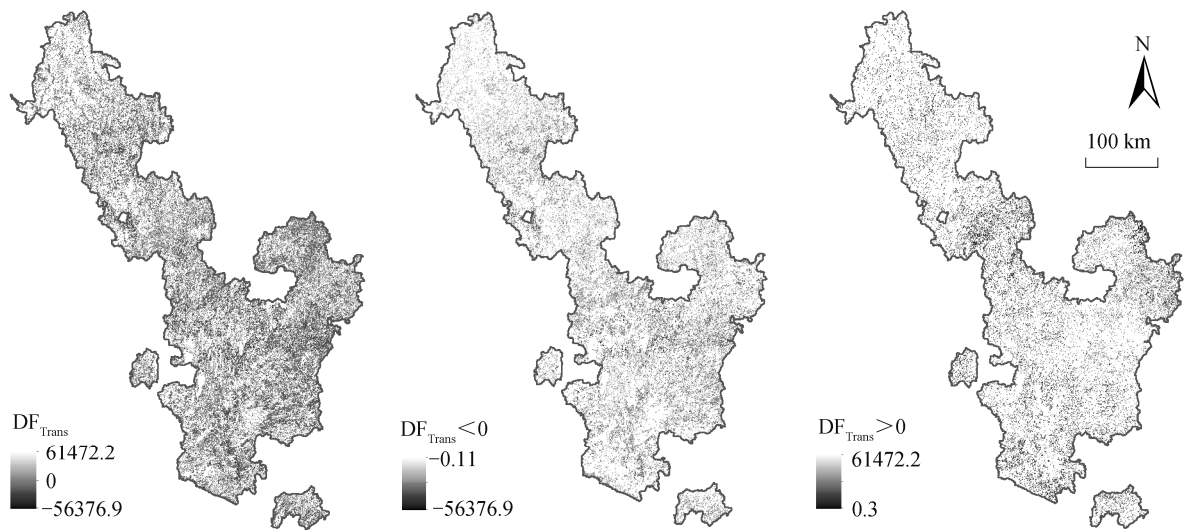 N
100 km
DF_Trans
61472.2
0
−56376.9
DF_Trans<0
−0.11
−56376.9
DF_Trans>0
61472.2
0.3